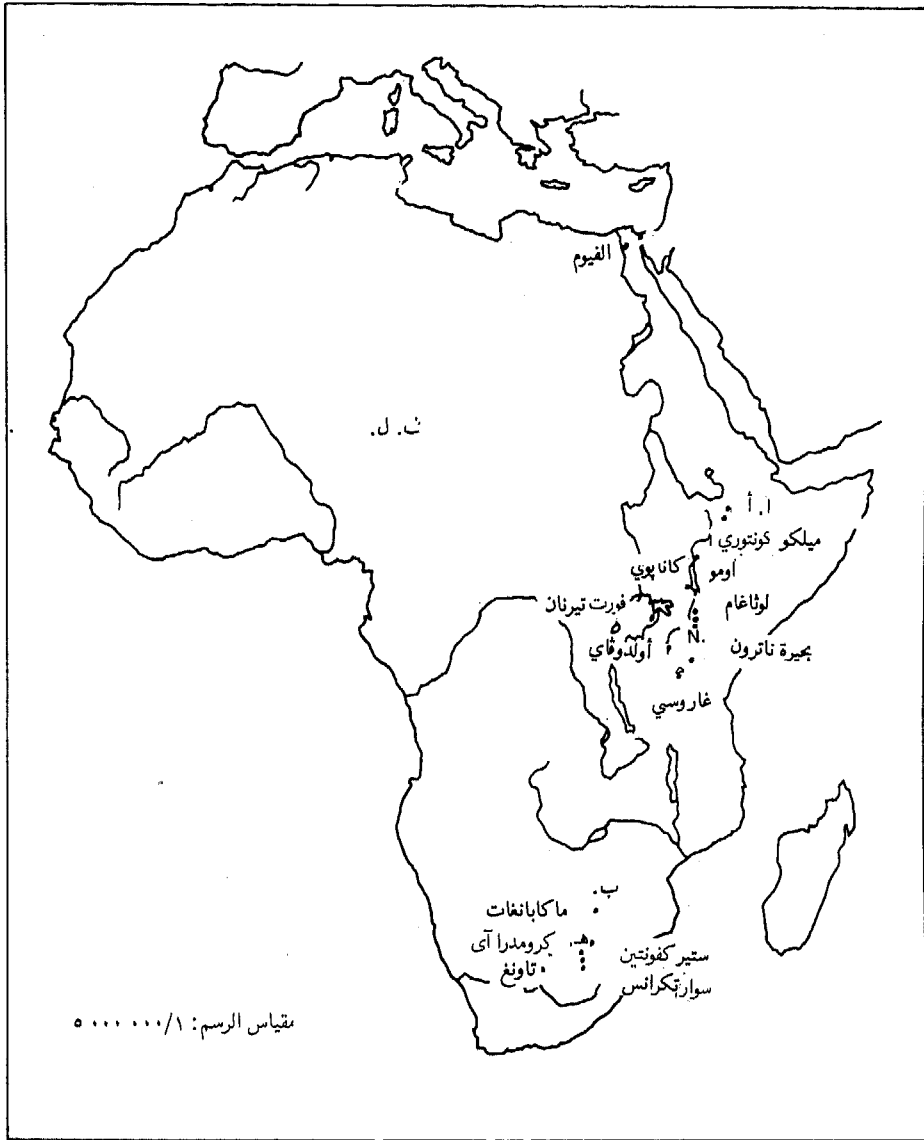 الفيوم
ف. ل.
ا. أ
ميلكو كونتوري
كانابوي اومو
فورت تيرنان لوثاغام
N.
أولدوفاي بحيرة ناترون
غاروسي
ب.
ماكابانغات
كرومدرا آى هـ. ستير كفونتين
تاونغ سوارتكرانس
مقياس الرسم: ١/٠٠٠ ٠٠٠ ٥